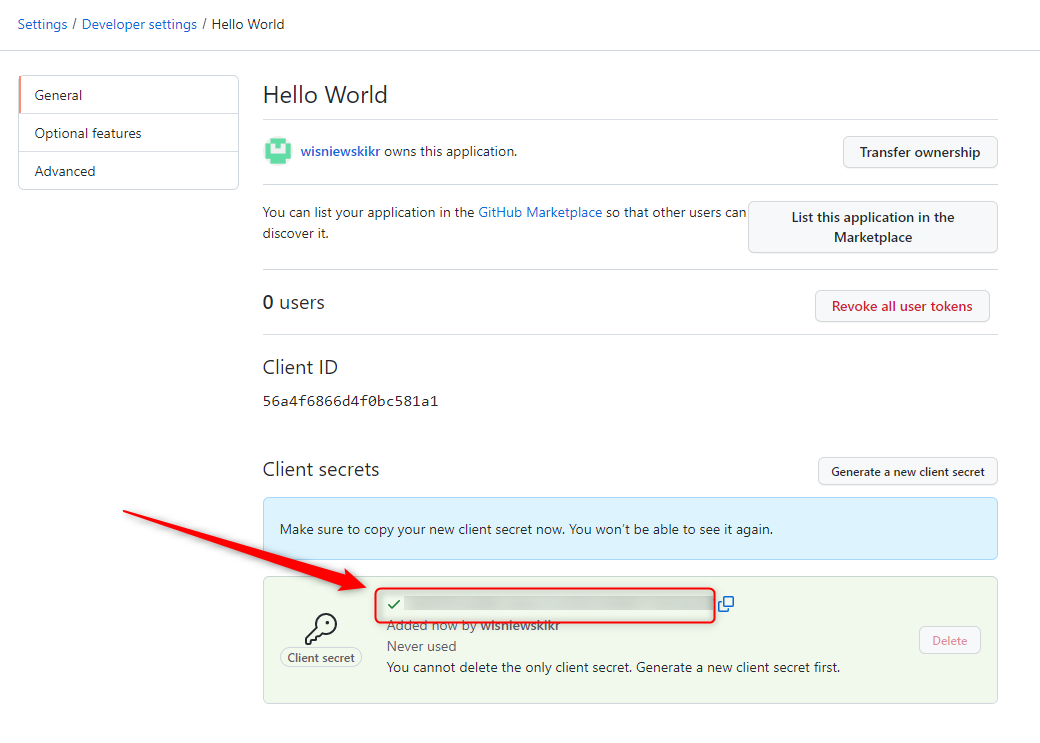 Settings / Developer settings / Hello World
General
Optional features
Advanced
Hello World
wisniewskikr owns this application.
Transfer ownership
You can list your application in the GitHub Marketplace so that other users can
discover it.
List this application in the
Marketplace
0 users
Revoke all user tokens
Client ID
56a4f6866d4f0bc581a1
Client secrets
Generate a new client secret
Make sure to copy your new client secret now. You won't be able to see it again.
Client secret
Added now by wisniewskikr
Never used
You cannot delete the only client secret. Generate a new client secret first.
Delete